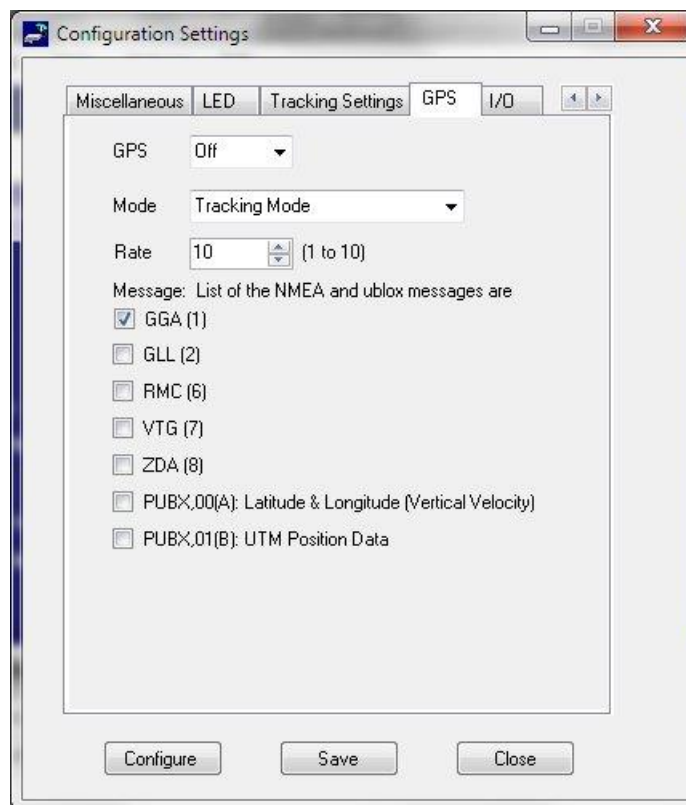 Configuration Settings
Miscellaneous LED Tracking Settings GPS I/O
GPS Off
Mode Tracking Mode
Rate 10 (1 to 10)
Message: List of the NMEA and ublox messages are
GGA (1)
GLL (2)
RMC (6)
VTG (7)
ZDA (8)
PUBX,00(A): Latitude & Longitude (Vertical Velocity)
PUBX,01(B): UTM Position Data
Configure Save Close